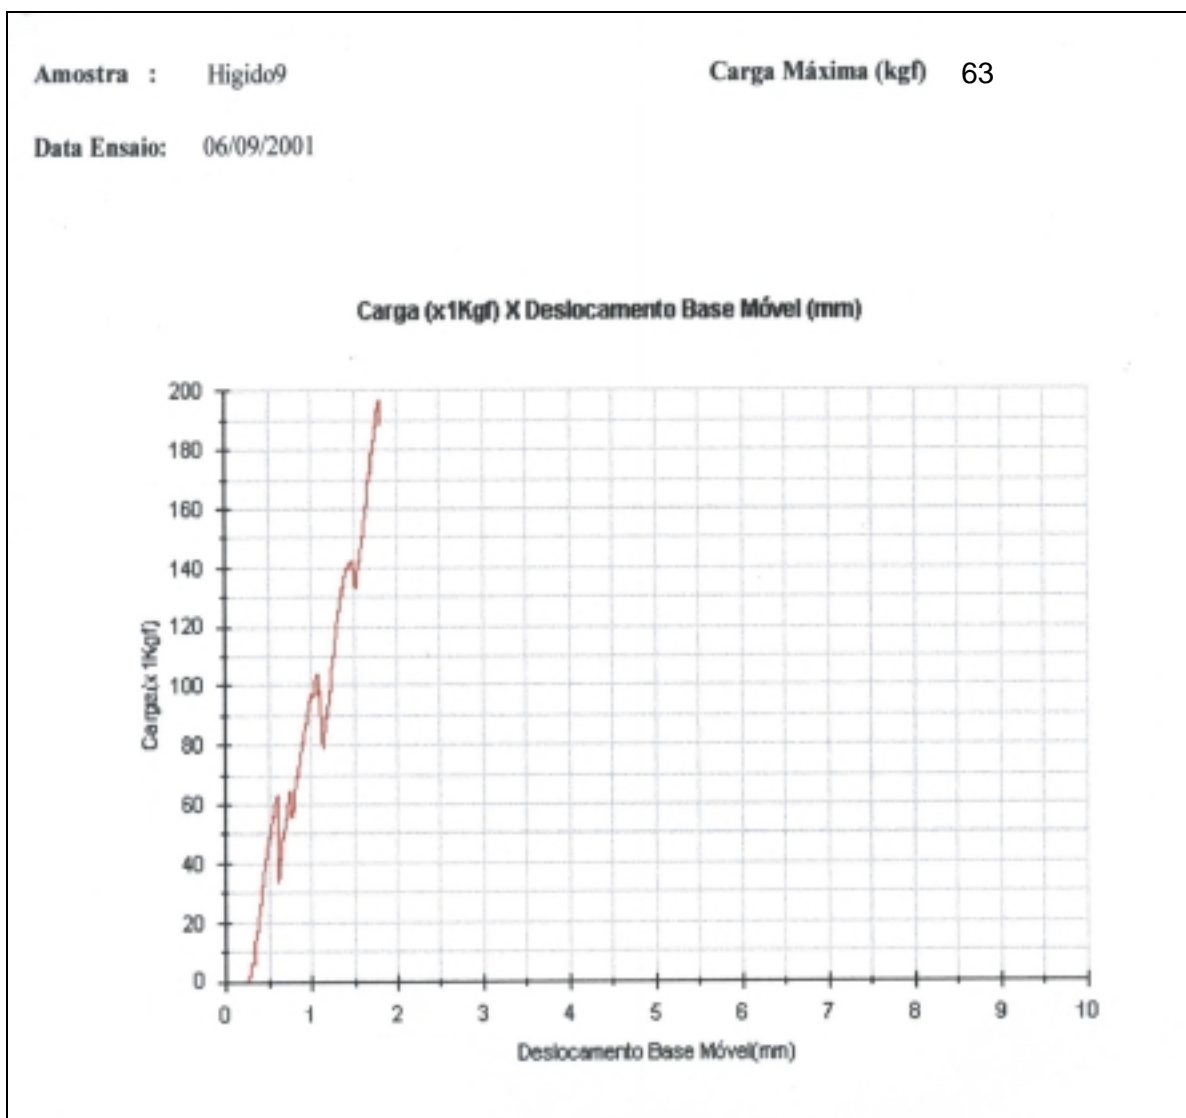 Amostra : Higido9 Carga Máxima (kgf) 63
Data Ensaio: 06/09/2001
Carga (x1Kgf) X Deslocamento Base Móvel (mm)
200
180
160
140
120
100
80
60
40
20
0
Carga(x 1Kgf)
0 1 2 3 4 5 6 7 8 9 10
Deslocamento Base Móvel(mm)